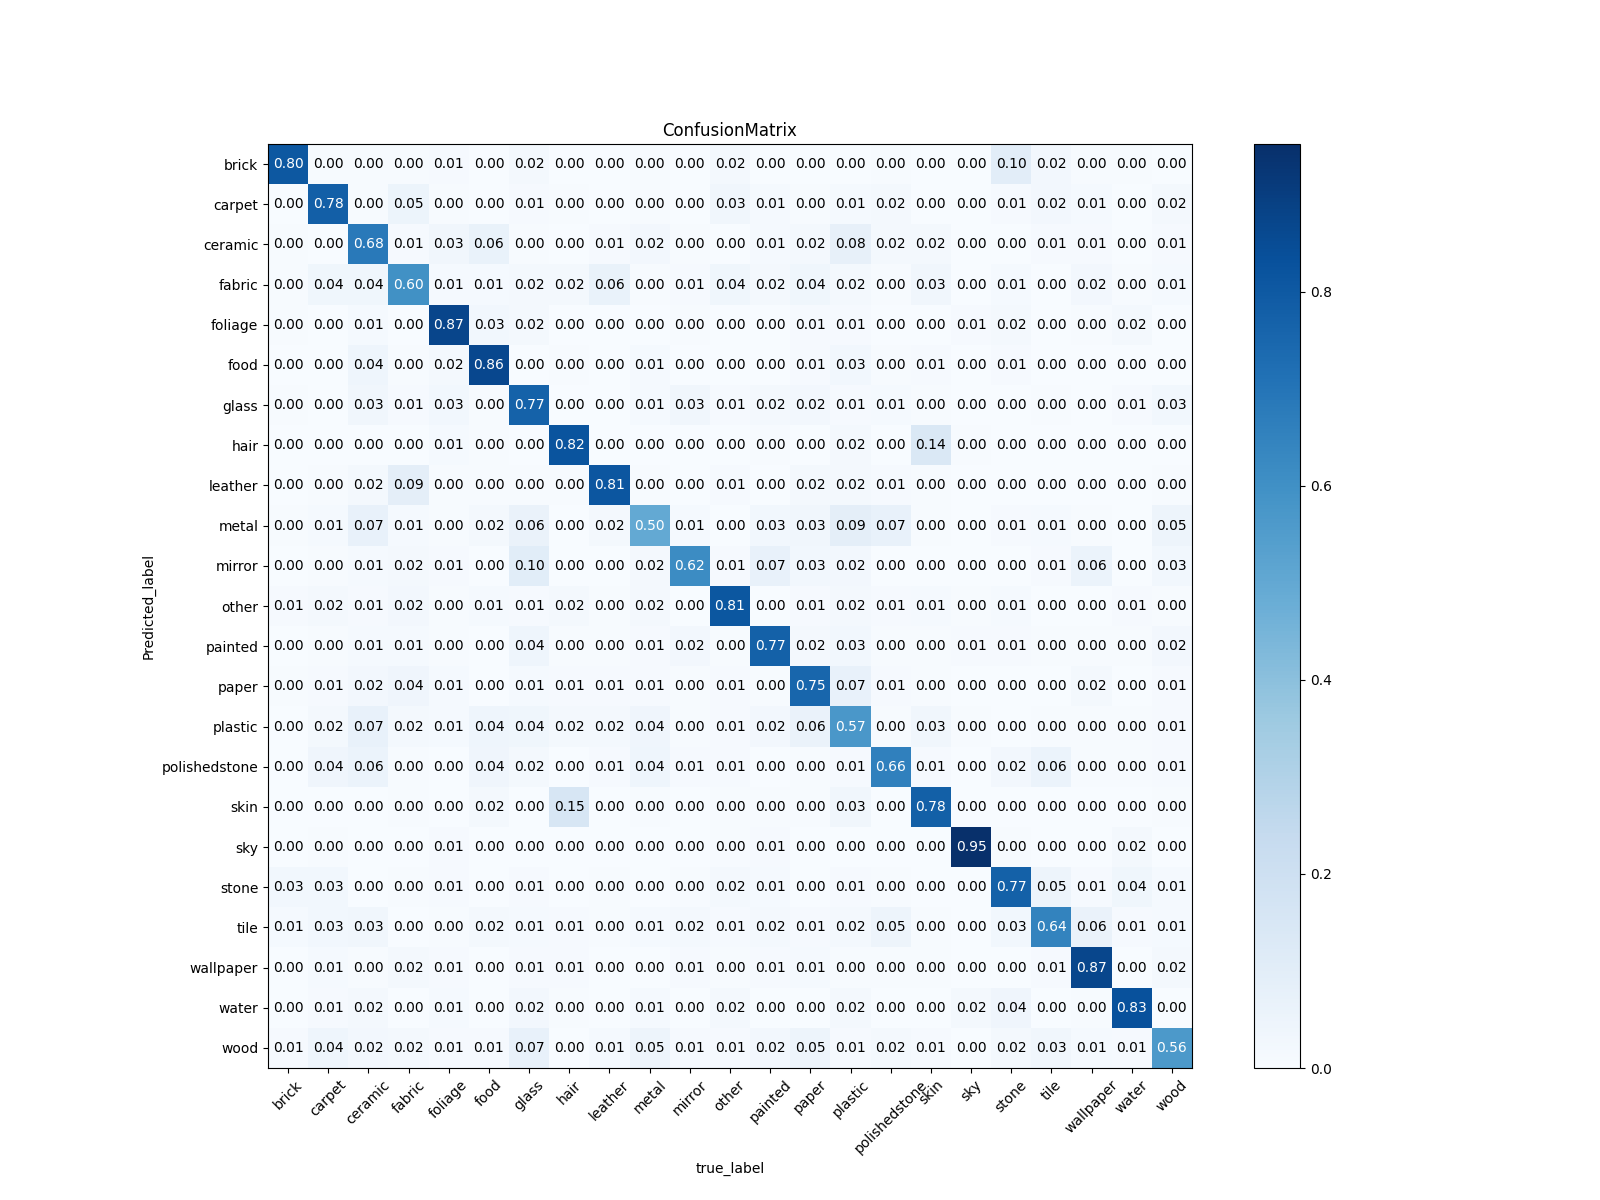 ConfusionMatrix
brick 0.80 0.00 0.00 0.00 0.01 0.00 0.02 0.00 0.00 0.00 0.00 0.02 0.00 0.00 0.00 0.00 0.00 0.00 0.10 0.02 0.00 0.00 0.00
carpet 0.00 0.78 0.00 0.05 0.00 0.00 0.01 0.00 0.00 0.00 0.00 0.03 0.01 0.00 0.01 0.02 0.00 0.00 0.01 0.02 0.01 0.00 0.02
ceramic 0.00 0.00 0.68 0.01 0.03 0.06 0.00 0.00 0.01 0.02 0.00 0.00 0.01 0.02 0.08 0.02 0.02 0.00 0.00 0.01 0.01 0.00 0.01
fabric 0.00 0.04 0.04 0.60 0.01 0.01 0.02 0.02 0.06 0.00 0.01 0.04 0.02 0.04 0.02 0.00 0.03 0.00 0.01 0.00 0.02 0.00 0.01
0.8
foliage 0.00 0.00 0.01 0.00 0.87 0.03 0.02 0.00 0.00 0.00 0.00 0.00 0.00 0.01 0.01 0.00 0.00 0.01 0.02 0.00 0.00 0.02 0.00
food 0.00 0.00 0.04 0.00 0.02 0.86 0.00 0.00 0.00 0.01 0.00 0.00 0.00 0.01 0.03 0.00 0.01 0.00 0.01 0.00 0.00 0.00 0.00
glass 0.00 0.00 0.03 0.01 0.03 0.00 0.77 0.00 0.00 0.01 0.03 0.01 0.02 0.02 0.01 0.01 0.00 0.00 0.00 0.00 0.00 0.01 0.03
hair 0.00 0.00 0.00 0.00 0.01 0.00 0.00 0.82 0.00 0.00 0.00 0.00 0.00 0.00 0.02 0.00 0.14 0.00 0.00 0.00 0.00 0.00 0.00
leather 0.00 0.00 0.02 0.09 0.00 0.00 0.00 0.00 0.81 0.00 0.00 0.01 0.00 0.02 0.02 0.01 0.00 0.00 0.00 0.00 0.00 0.00 0.00
0.6
metal 0.00 0.01 0.07 0.01 0.00 0.02 0.06 0.00 0.02 0.50 0.01 0.00 0.03 0.03 0.09 0.07 0.00 0.00 0.01 0.01 0.00 0.00 0.05
mirror 0.00 0.00 0.01 0.02 0.01 0.00 0.10 0.00 0.00 0.02 0.62 0.01 0.07 0.03 0.02 0.00 0.00 0.00 0.00 0.01 0.06 0.00 0.03
other 0.01 0.02 0.01 0.02 0.00 0.01 0.01 0.02 0.00 0.02 0.00 0.81 0.00 0.01 0.02 0.01 0.01 0.00 0.01 0.00 0.00 0.01 0.00
Predicted_label
painted 0.00 0.00 0.01 0.01 0.00 0.00 0.04 0.00 0.00 0.01 0.02 0.00 0.77 0.02 0.03 0.00 0.00 0.01 0.01 0.00 0.00 0.00 0.02
0.4
paper 0.00 0.01 0.02 0.04 0.01 0.00 0.01 0.01 0.01 0.01 0.00 0.01 0.00 0.75 0.07 0.01 0.00 0.00 0.00 0.00 0.02 0.00 0.01
plastic 0.00 0.02 0.07 0.02 0.01 0.04 0.04 0.02 0.02 0.04 0.00 0.01 0.02 0.06 0.57 0.00 0.03 0.00 0.00 0.00 0.00 0.00 0.01
polishedstone 0.00 0.04 0.06 0.00 0.00 0.04 0.02 0.00 0.01 0.04 0.01 0.01 0.00 0.00 0.01 0.66 0.01 0.00 0.02 0.06 0.00 0.00 0.01
skin 0.00 0.00 0.00 0.00 0.00 0.02 0.00 0.15 0.00 0.00 0.00 0.00 0.00 0.00 0.03 0.00 0.78 0.00 0.00 0.00 0.00 0.00 0.00
sky 0.00 0.00 0.00 0.00 0.01 0.00 0.00 0.00 0.00 0.00 0.00 0.00 0.01 0.00 0.00 0.00 0.00 0.95 0.00 0.00 0.00 0.02 0.00
0.2
stone 0.03 0.03 0.00 0.00 0.01 0.00 0.01 0.00 0.00 0.00 0.00 0.02 0.01 0.00 0.01 0.00 0.00 0.00 0.77 0.05 0.01 0.04 0.01
tile 0.01 0.03 0.03 0.00 0.00 0.02 0.01 0.01 0.00 0.01 0.02 0.01 0.02 0.01 0.02 0.05 0.00 0.00 0.03 0.64 0.06 0.01 0.01
wallpaper 0.00 0.01 0.00 0.02 0.01 0.00 0.01 0.01 0.00 0.00 0.01 0.00 0.01 0.01 0.00 0.00 0.00 0.00 0.00 0.01 0.87 0.00 0.02
water 0.00 0.01 0.02 0.00 0.01 0.00 0.02 0.00 0.00 0.01 0.00 0.02 0.00 0.00 0.02 0.00 0.00 0.02 0.04 0.00 0.00 0.83 0.00
wood 0.01 0.04 0.02 0.02 0.01 0.01 0.07 0.00 0.01 0.05 0.01 0.01 0.02 0.05 0.01 0.02 0.01 0.00 0.02 0.03 0.01 0.01 0.56
0.0
brick carpet ceramic fabric foliage food glass hair leather metal mirror other painted paper plastic polishedstone skin sky stone tile wallpaper water wood
true_label